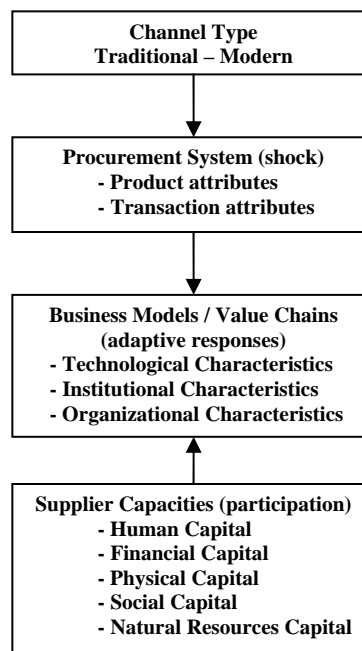 Channel Type
Traditional – Modern
Procurement System (shock)
- Product attributes
- Transaction attributes
Business Models / Value Chains
(adaptive responses)
- Technological Characteristics
- Institutional Characteristics
- Organizational Characteristics
Supplier Capacities (participation)
- Human Capital
- Financial Capital
- Physical Capital
- Social Capital
- Natural Resources Capital